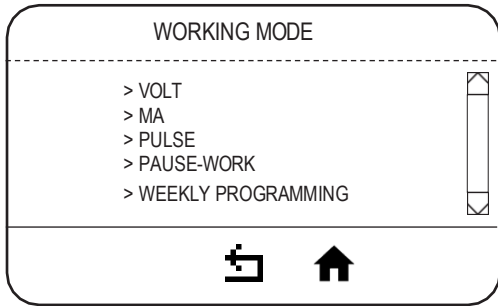 WORKING MODE
> VOLT
> MA
> PULSE
> PAUSE-WORK
> WEEKLY PROGRAMMING